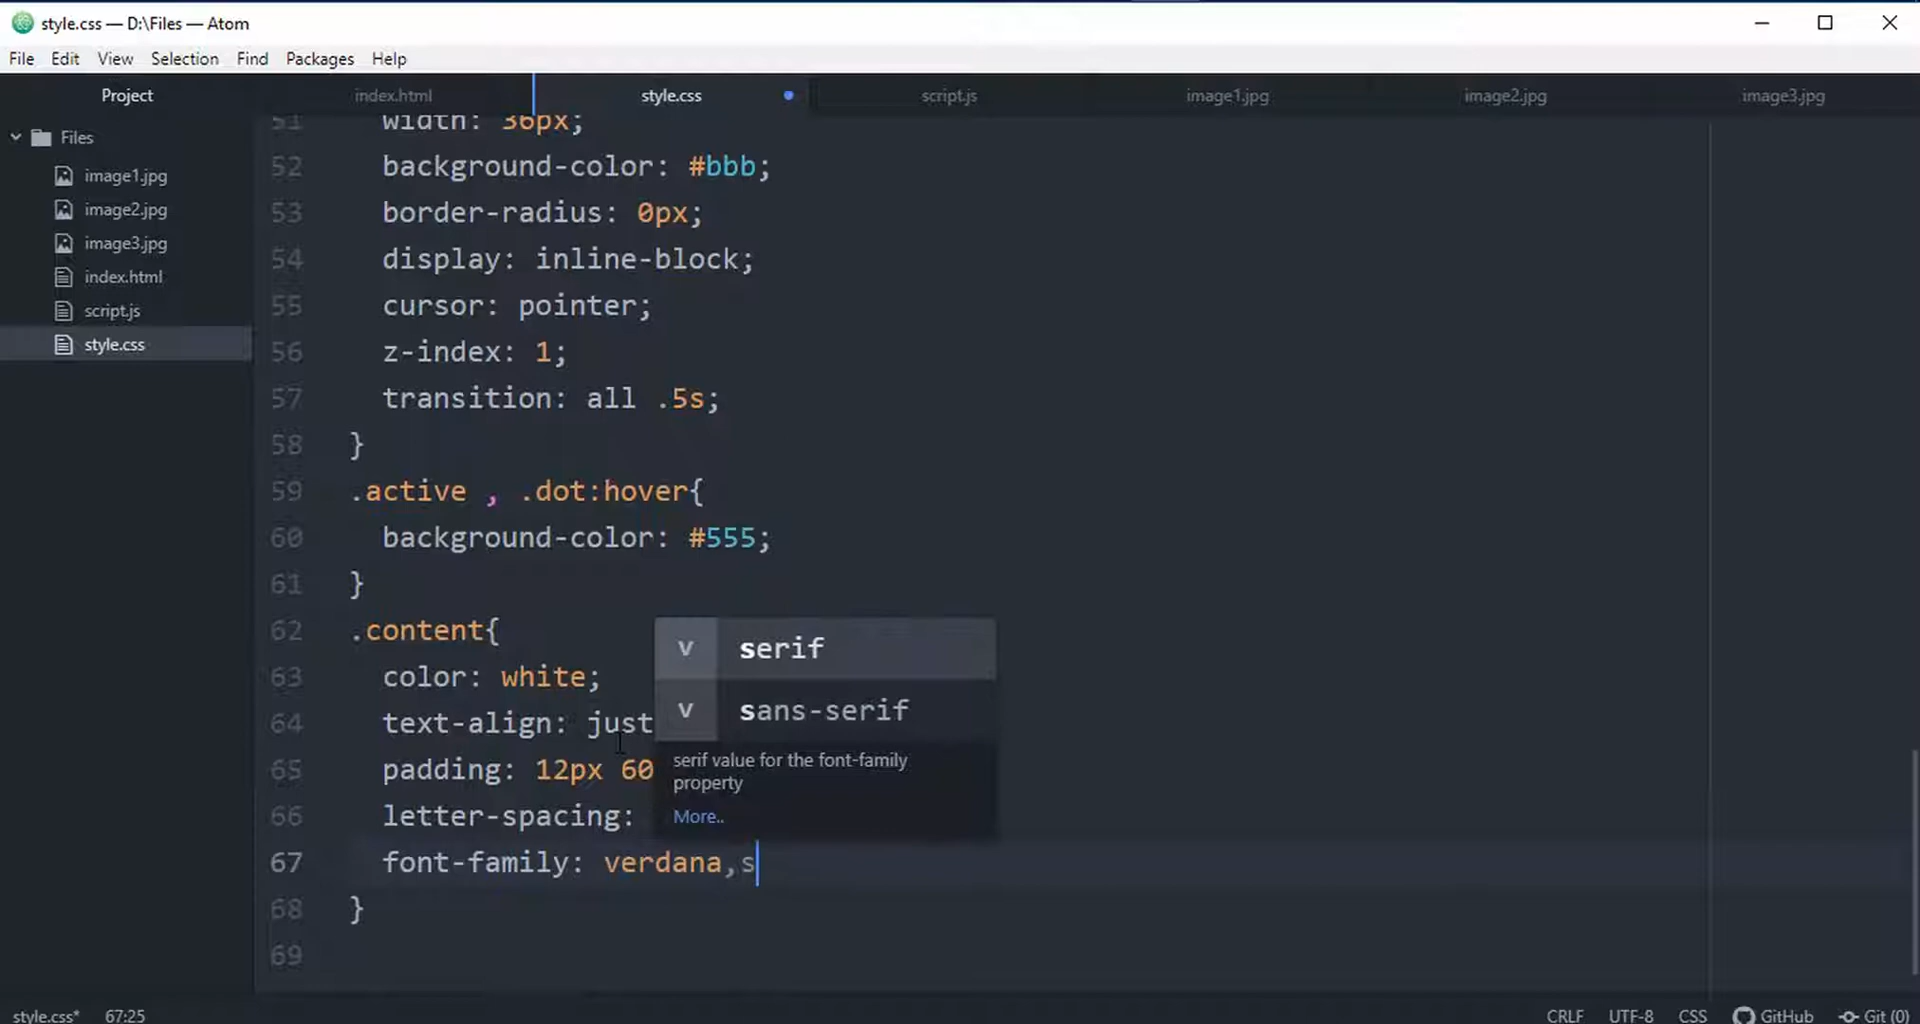 style.css — D:\Files — Atom
File Edit View Selection Find Packages Help
Project
index.html
style.css
script.js
image1.jpg
image2.jpg
image3.jpg
Files
image1.jpg
image2.jpg
image3.jpg
index.html
script.js
style.css
51 width: 36px;
52 background-color: #bbb;
53 border-radius: 0px;
54 display: inline-block;
55 cursor: pointer;
56 z-index: 1;
57 transition: all .5s;
58 }
59 .active , .dot:hover{
60 background-color: #555;
61 }
62 .content{
63 color: white;
64 text-align: just
65 padding: 12px 60
66 letter-spacing:
67 font-family: verdana,s
68 }
69
v serif
v sans-serif
serif value for the font-family
property
More..
style.css* 67:25
CRLF UTF-8 CSS GitHub Git (0)